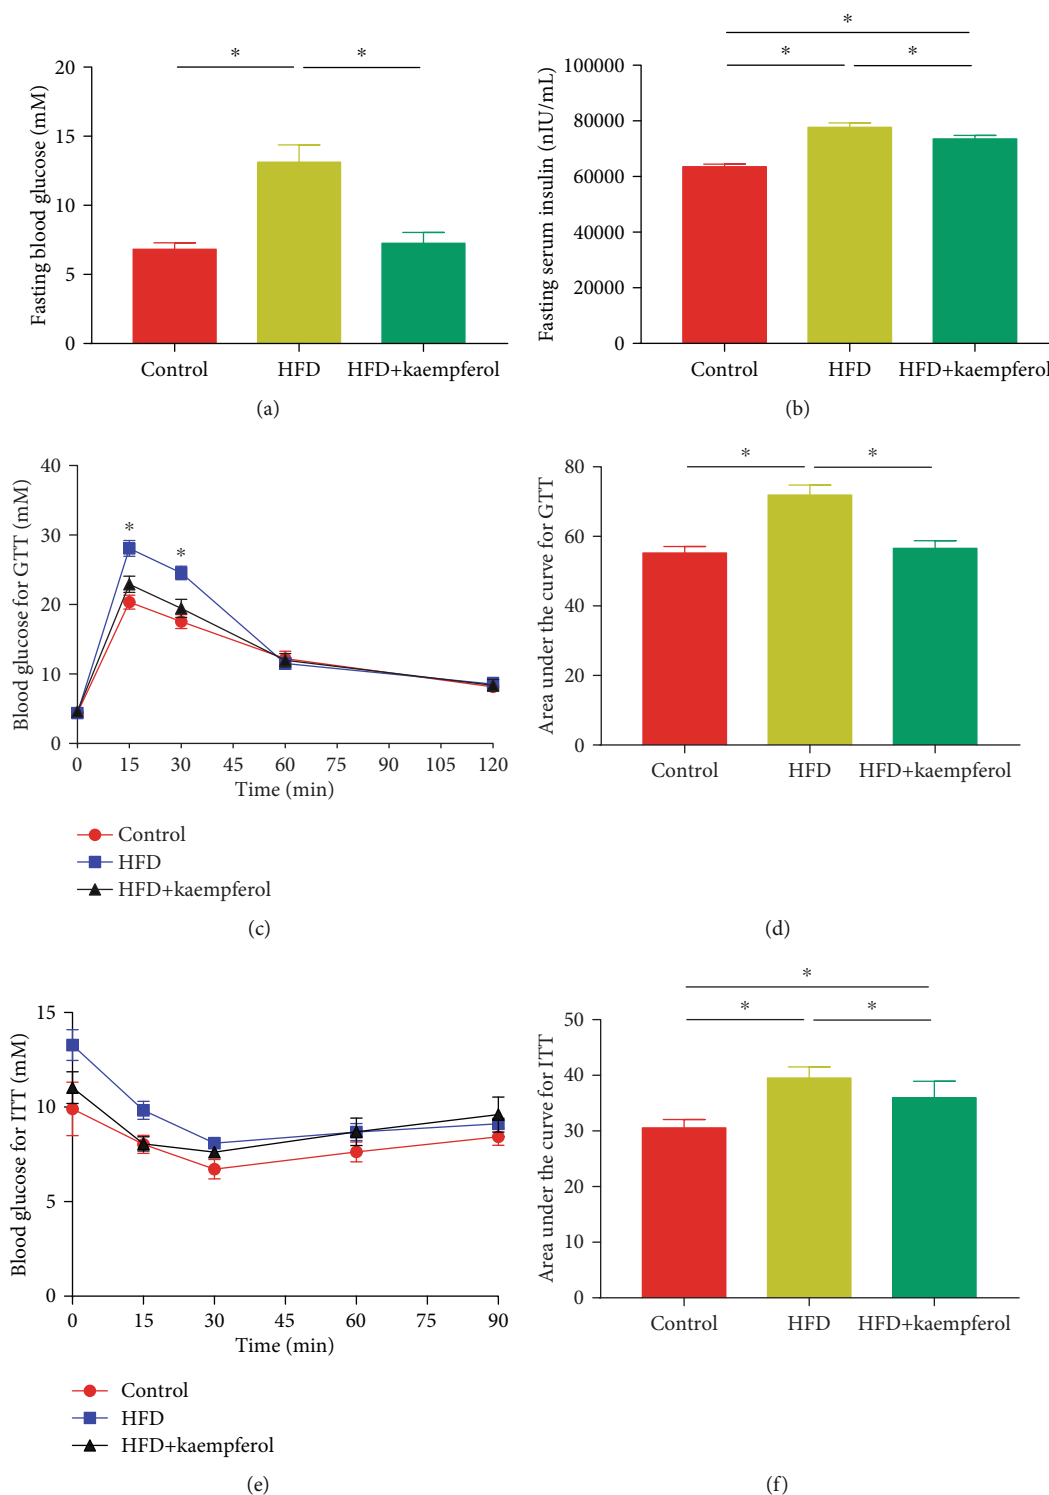 *
* *
20
15
10
5
0
Fasting blood glucose (mM)
Control HFD HFD+kaempferol
(a)
*
* *
100000
80000
60000
40000
20000
0
Fasting serum insulin (nIU/mL)
Control HFD HFD+kaempferol
(b)
40
30
20
10
0
Blood glucose for GTT (mM)
* *
0 15 30 45 60 75 90 105 120
Time (min)
Control
HFD
HFD+kaempferol
(c)
* *
80
60
40
20
0
Area under the curve for GTT
Control HFD HFD+kaempferol
(d)
15
10
5
0
Blood glucose for ITT (mM)
0 15 30 45 60 75 90
Time (min)
Control
HFD
HFD+kaempferol
(e)
*
* *
50
40
30
20
10
0
Area under the curve for ITT
Control HFD HFD+kaempferol
(f)